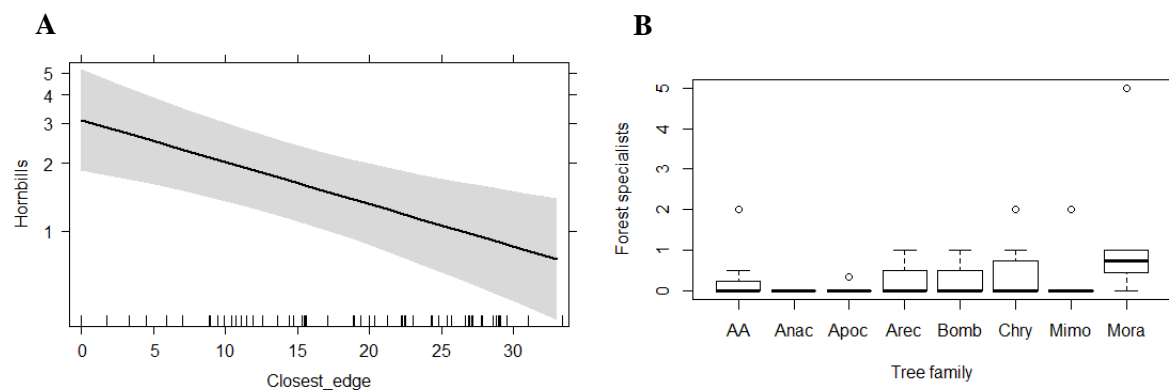 A
Hornbills
5
4
3
2
1
0 5 10 15 20 25 30
Closest_edge
B
Forest specialists
5
4
3
2
1
0
AA Anac Apoc Arec Bomb Chry Mimo Mora
Tree family